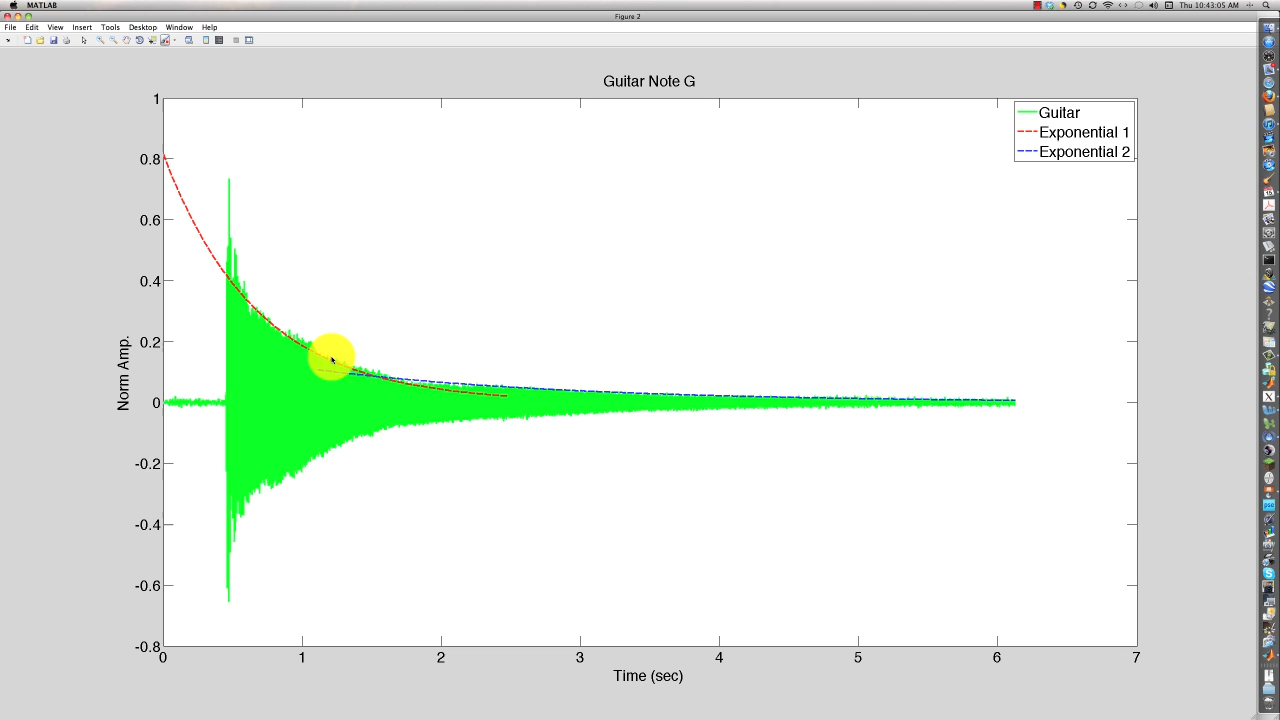 MATLAB
Thu 10:43:05 AM
Figure 2
File Edit View Insert Tools Desktop Window Help
Guitar Note G
Guitar
Exponential 1
Exponential 2
1
0.8
0.6
0.4
0.2
0
-0.2
-0.4
-0.6
-0.8
Norm Amp.
0 1 2 3 4 5 6 7
Time (sec)